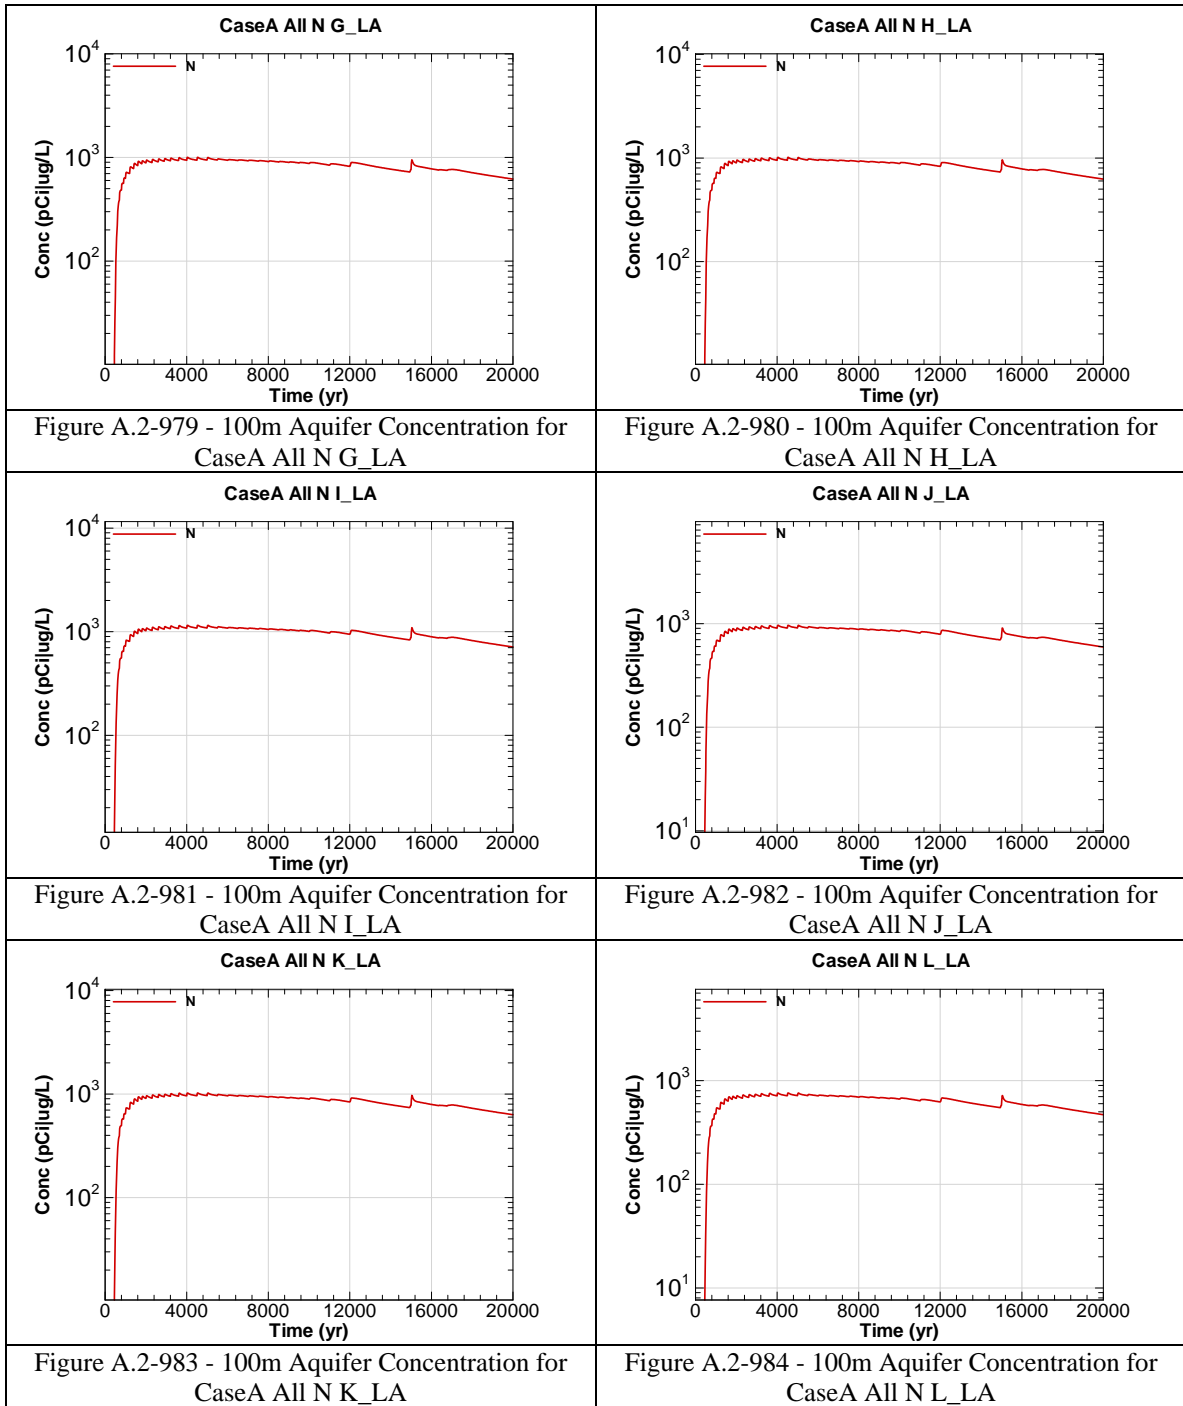 CaseA All N G_LA
10^4
N
10^3
Conc (pCi|ug/L)
10^2
0 4000 8000 12000 16000 20000
Time (yr)
Figure A.2-979 - 100m Aquifer Concentration for
CaseA All N G_LA
CaseA All N H_LA
10^4
N
10^3
Conc (pCi|ug/L)
10^2
0 4000 8000 12000 16000 20000
Time (yr)
Figure A.2-980 - 100m Aquifer Concentration for
CaseA All N H_LA
CaseA All N I_LA
10^4
N
10^3
Conc (pCi|ug/L)
10^2
0 4000 8000 12000 16000 20000
Time (yr)
Figure A.2-981 - 100m Aquifer Concentration for
CaseA All N I_LA
CaseA All N J_LA
N
10^3
Conc (pCi|ug/L)
10^2
10^1
0 4000 8000 12000 16000 20000
Time (yr)
Figure A.2-982 - 100m Aquifer Concentration for
CaseA All N J_LA
CaseA All N K_LA
10^4
N
10^3
Conc (pCi|ug/L)
10^2
0 4000 8000 12000 16000 20000
Time (yr)
Figure A.2-983 - 100m Aquifer Concentration for
CaseA All N K_LA
CaseA All N L_LA
N
10^3
Conc (pCi|ug/L)
10^2
10^1
0 4000 8000 12000 16000 20000
Time (yr)
Figure A.2-984 - 100m Aquifer Concentration for
CaseA All N L_LA